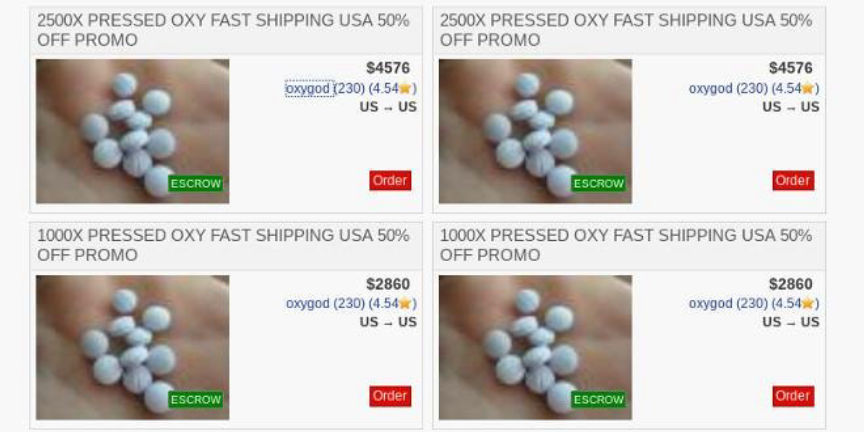 2500X PRESSED OXY FAST SHIPPING USA 50%
OFF PROMO
$4576
oxygod (230) (4.54⭐)
US → US
ESCROW
Order
2500X PRESSED OXY FAST SHIPPING USA 50%
OFF PROMO
$4576
oxygod (230) (4.54⭐)
US → US
ESCROW
Order
1000X PRESSED OXY FAST SHIPPING USA 50%
OFF PROMO
$2860
oxygod (230) (4.54⭐)
US → US
ESCROW
Order
1000X PRESSED OXY FAST SHIPPING USA 50%
OFF PROMO
$2860
oxygod (230) (4.54⭐)
US → US
ESCROW
Order